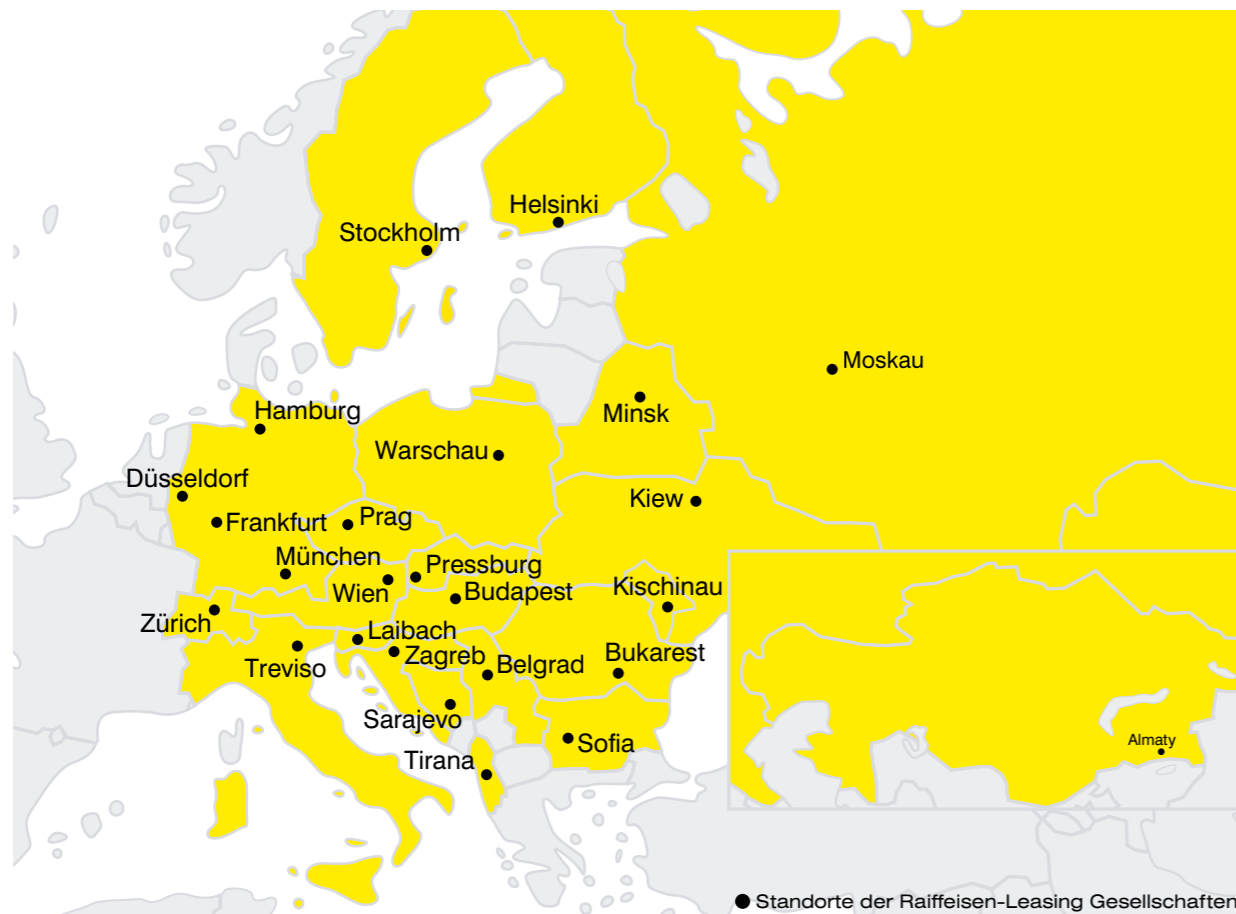 Helsinki
Stockholm
Moskau
Hamburg
Minsk
Warschau
Düsseldorf
Kiew
Frankfurt
Prag
München
Pressburg
Wien
Budapest
Kischinau
Zürich
Laibach
Treviso
Zagreb
Belgrad
Bukarest
Sarajevo
Sofia
Almaty
Tirana
Standorte der Raiffeisen-Leasing Gesellschaften